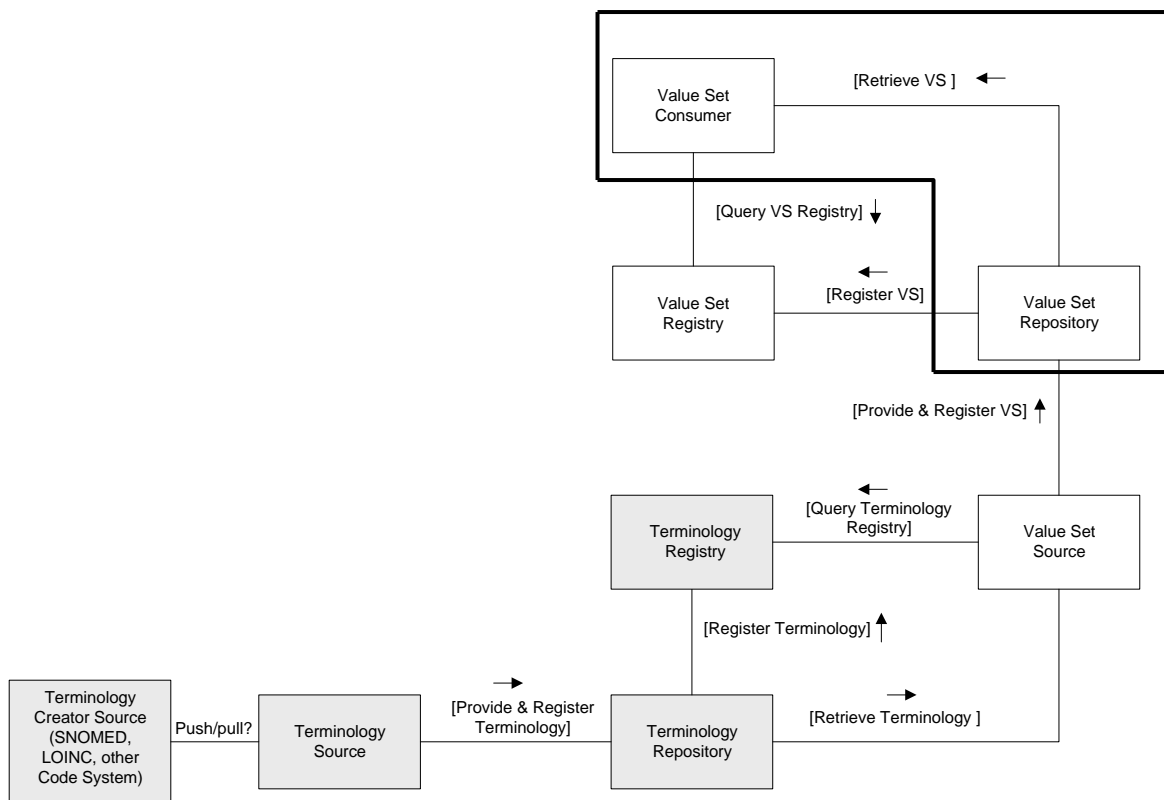 Value Set
Consumer
[Retrieve VS ]
[Query VS Registry]
Value Set
Registry
[Register VS]
Value Set
Repository
[Provide & Register VS]
Terminology
Registry
[Query Terminology
Registry]
Value Set
Source
[Register Terminology]
Terminology
Creator Source
(SNOMED,
LOINC, other
Code System)
Push/pull?
Terminology
Source
[Provide & Register
Terminology]
Terminology
Repository
[Retrieve Terminology ]